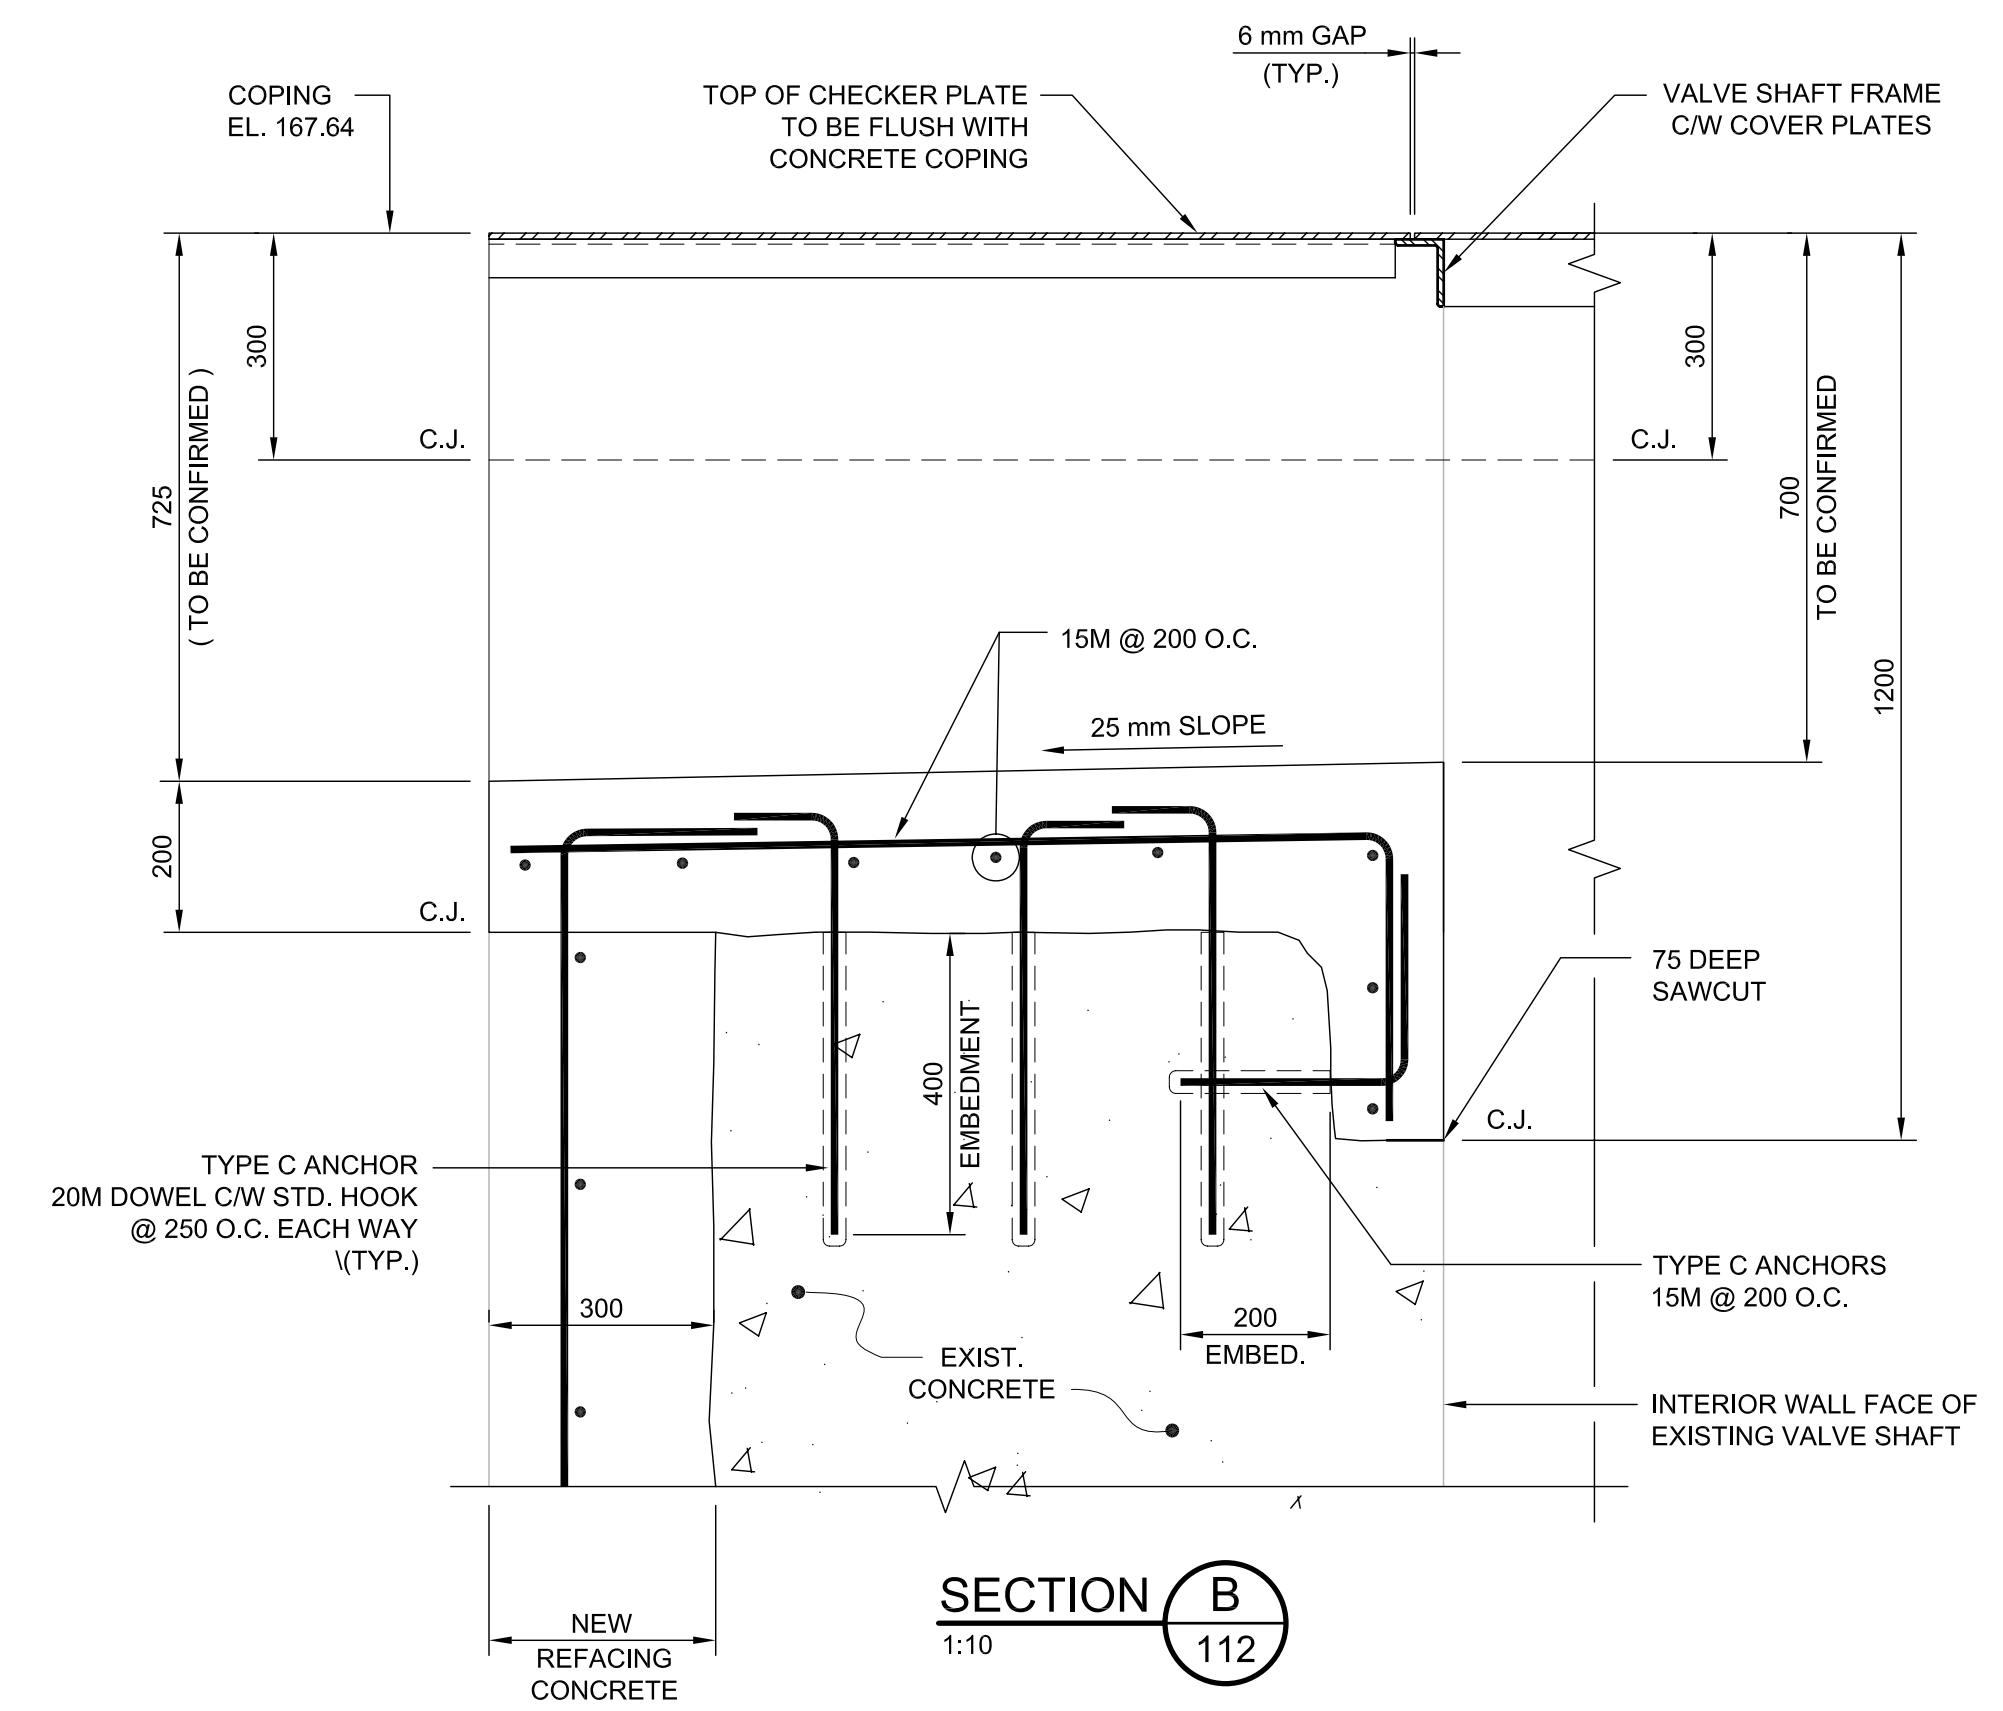 6 mm GAP
(TYP.)
COPING
EL. 167.64
TOP OF CHECKER PLATE
TO BE FLUSH WITH
CONCRETE COPING
VALVE SHAFT FRAME
C/W COVER PLATES
725
( TO BE CONFIRMED )
300
C.J.
300
C.J.
700
TO BE CONFIRMED
1200
15M @ 200 O.C.
25 mm SLOPE
200
C.J.
400
EMBEDMENT
75 DEEP
SAWCUT
C.J.
TYPE C ANCHOR
20M DOWEL C/W STD. HOOK
@ 250 O.C. EACH WAY
\(TYP.)
TYPE C ANCHORS
15M @ 200 O.C.
300
200
EMBED.
EXIST.
CONCRETE
INTERIOR WALL FACE OF
EXISTING VALVE SHAFT
NEW
REFACING
CONCRETE
SECTION
1:10
B
112